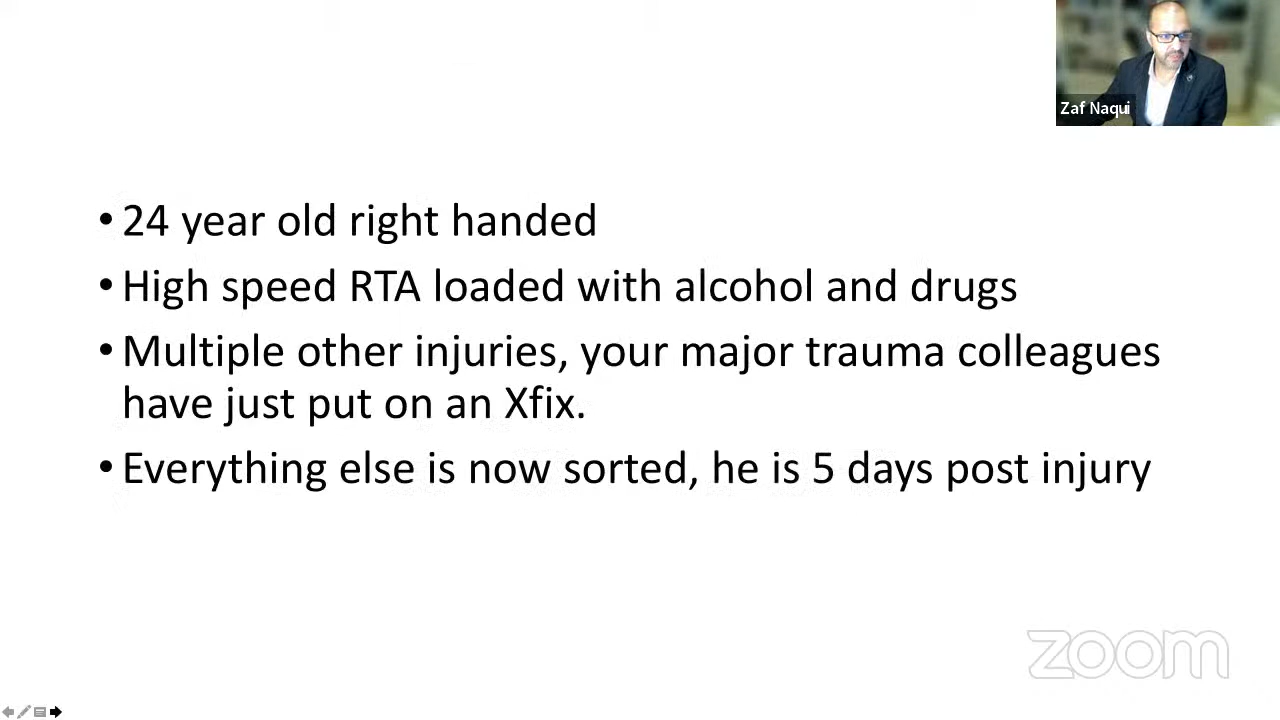 Zaf Naqui
• 24 year old right handed
• High speed RTA loaded with alcohol and drugs
• Multiple other injuries, your major trauma colleagues
have just put on an Xfix.
• Everything else is now sorted, he is 5 days post injury
zoom